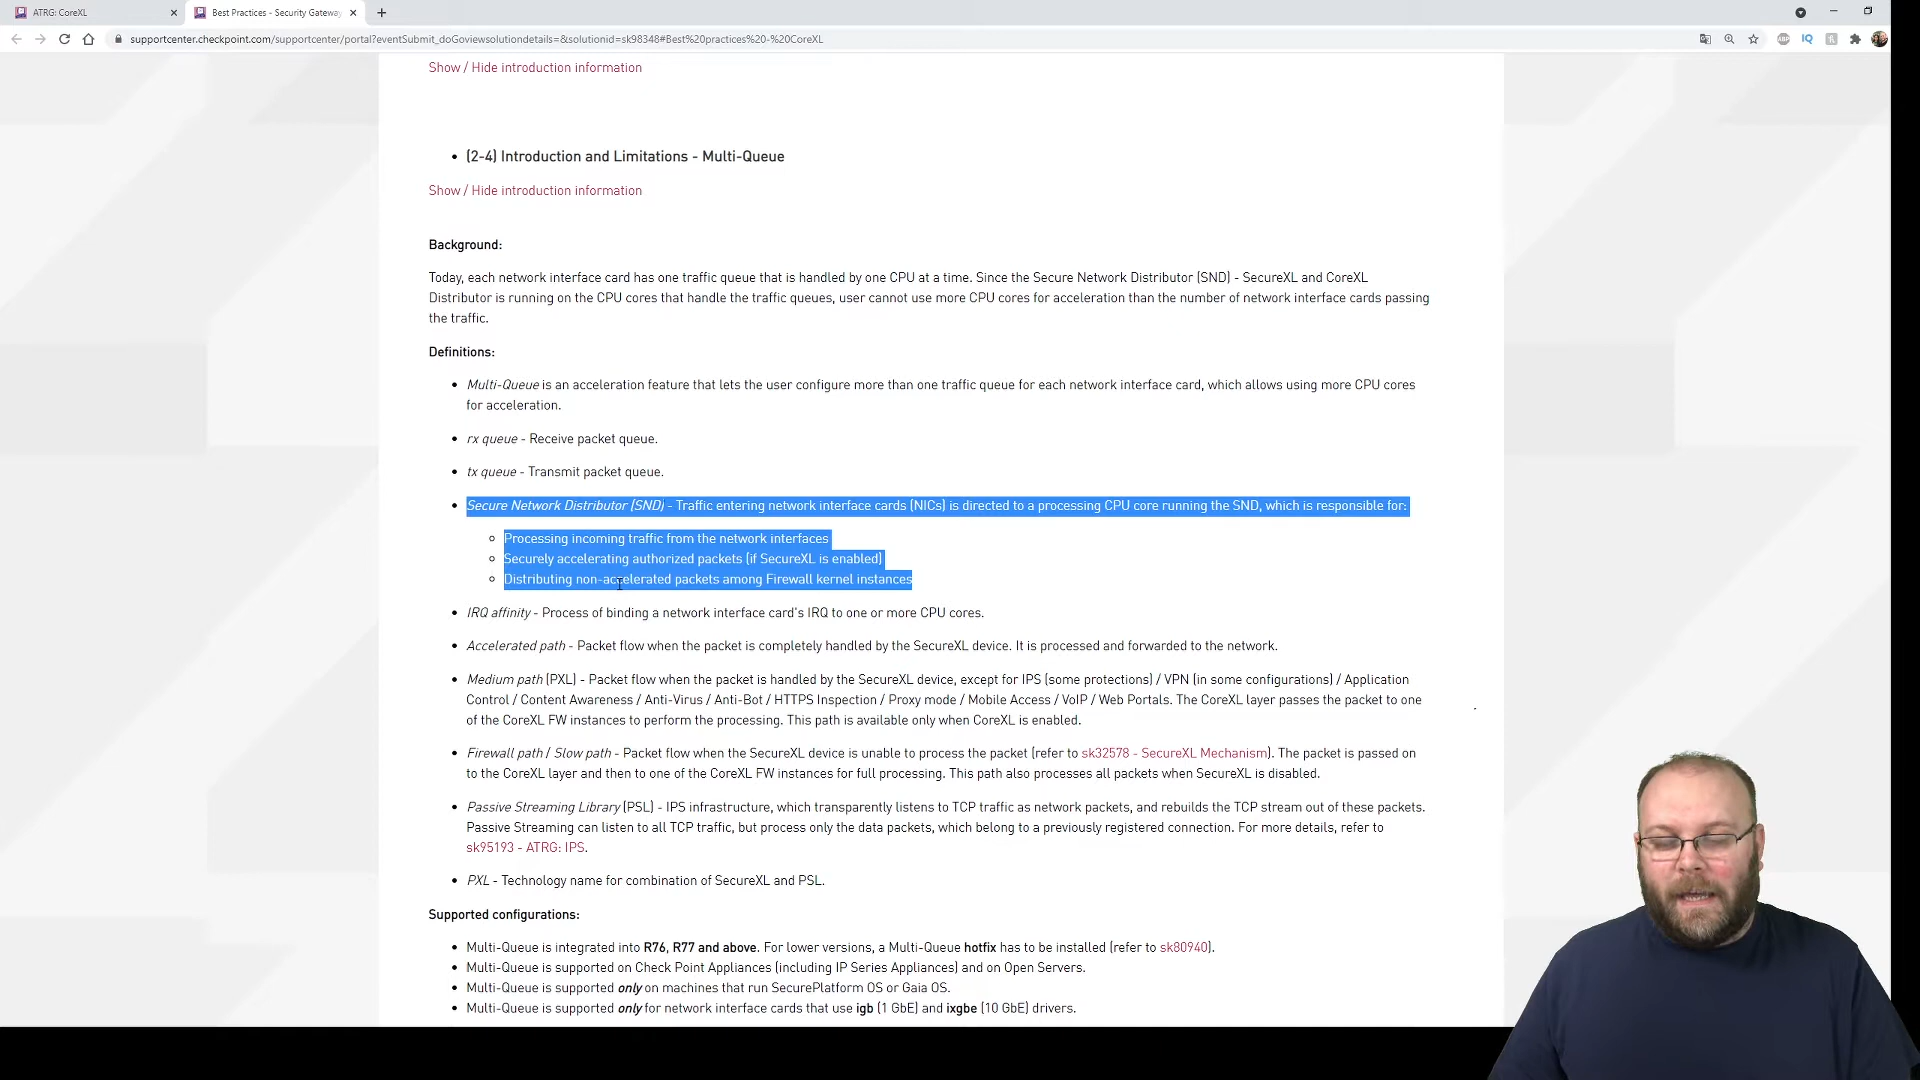 ATRG: CoreXL
Best Practices - Security Gateway
supportcenter.checkpoint.com/supportcenter/portal?eventSubmit_doGoviewsolutiondetails=&solutionid=sk98348#Best%20practices%20-%20CoreXL
ABP
IQ
Show / Hide introduction information
• (2-4) Introduction and Limitations - Multi-Queue
Show / Hide introduction information
Background:
Today, each network interface card has one traffic queue that is handled by one CPU at a time. Since the Secure Network Distributor (SND) - SecureXL and CoreXL
Distributor is running on the CPU cores that handle the traffic queues, user cannot use more CPU cores for acceleration than the number of network interface cards passing
the traffic.
Definitions:
• Multi-Queue is an acceleration feature that lets the user configure more than one traffic queue for each network interface card, which allows using more CPU cores
for acceleration.
• rx queue - Receive packet queue.
• tx queue - Transmit packet queue.
• Secure Network Distributor (SND) - Traffic entering network interface cards (NICs) is directed to a processing CPU core running the SND, which is responsible for:
◦ Processing incoming traffic from the network interfaces
◦ Securely accelerating authorized packets (if SecureXL is enabled)
◦ Distributing non-accelerated packets among Firewall kernel instances
• IRQ affinity - Process of binding a network interface card's IRQ to one or more CPU cores.
• Accelerated path - Packet flow when the packet is completely handled by the SecureXL device. It is processed and forwarded to the network.
• Medium path (PXL) - Packet flow when the packet is handled by the SecureXL device, except for IPS (some protections) / VPN (in some configurations) / Application
Control / Content Awareness / Anti-Virus / Anti-Bot / HTTPS Inspection / Proxy mode / Mobile Access / VoIP / Web Portals. The CoreXL layer passes the packet to one
of the CoreXL FW instances to perform the processing. This path is available only when CoreXL is enabled.
• Firewall path / Slow path - Packet flow when the SecureXL device is unable to process the packet (refer to sk32578 - SecureXL Mechanism). The packet is passed on
to the CoreXL layer and then to one of the CoreXL FW instances for full processing. This path also processes all packets when SecureXL is disabled.
• Passive Streaming Library (PSL) - IPS infrastructure, which transparently listens to TCP traffic as network packets, and rebuilds the TCP stream out of these packets.
Passive Streaming can listen to all TCP traffic, but process only the data packets, which belong to a previously registered connection. For more details, refer to
sk95193 - ATRG: IPS.
• PXL - Technology name for combination of SecureXL and PSL.
Supported configurations:
• Multi-Queue is integrated into R76, R77 and above. For lower versions, a Multi-Queue hotfix has to be installed (refer to sk80940).
• Multi-Queue is supported on Check Point Appliances (including IP Series Appliances) and on Open Servers.
• Multi-Queue is supported only on machines that run SecurePlatform OS or Gaia OS.
• Multi-Queue is supported only for network interface cards that use igb (1 GbE) and ixgbe (10 GbE) drivers.